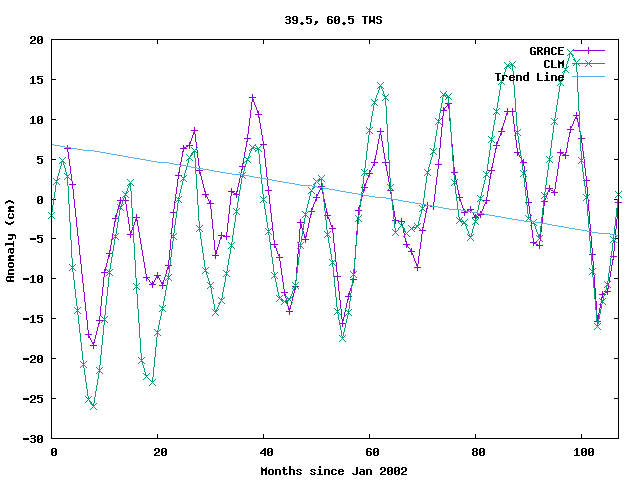 39.5, 60.5 TWS
GRACE
CLM
Trend Line
20
15
10
5
0
-5
-10
-15
-20
-25
-30
Anomaly (cm)
0 20 40 60 80 100
Months since Jan 2002